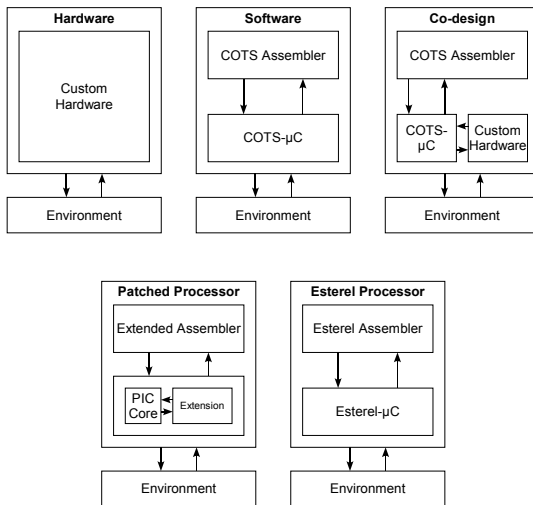 Hardware
Custom
Hardware
Environment
Software
COTS Assembler
COTS-µC
Environment
Co-design
COTS Assembler
COTS-
µC
Custom
Hardware
Environment
Patched Processor
Extended Assembler
PIC
Core
Extension
Environment
Esterel Processor
Esterel Assembler
Esterel-µC
Environment